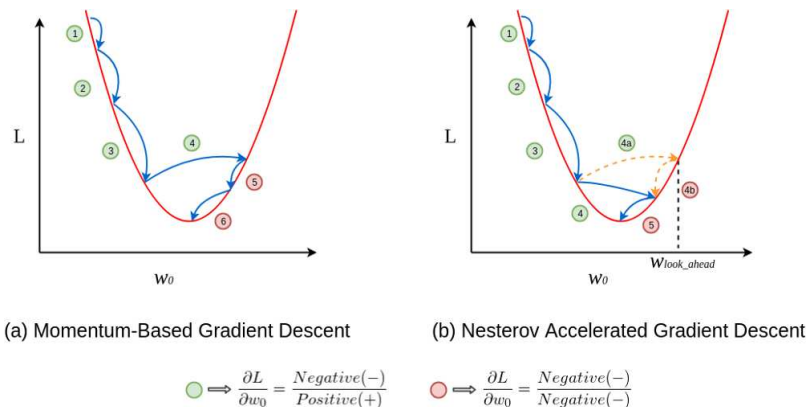 1
2
3
4
5
6
L
w0
1
2
3
4a
4b
4
5
L
w0
wlook_ahead
(a) Momentum-Based Gradient Descent
(b) Nesterov Accelerated Gradient Descent
⟹ ∂L/∂w0 = Negative(−)/Positive(+)
⟹ ∂L/∂w0 = Negative(−)/Negative(−)